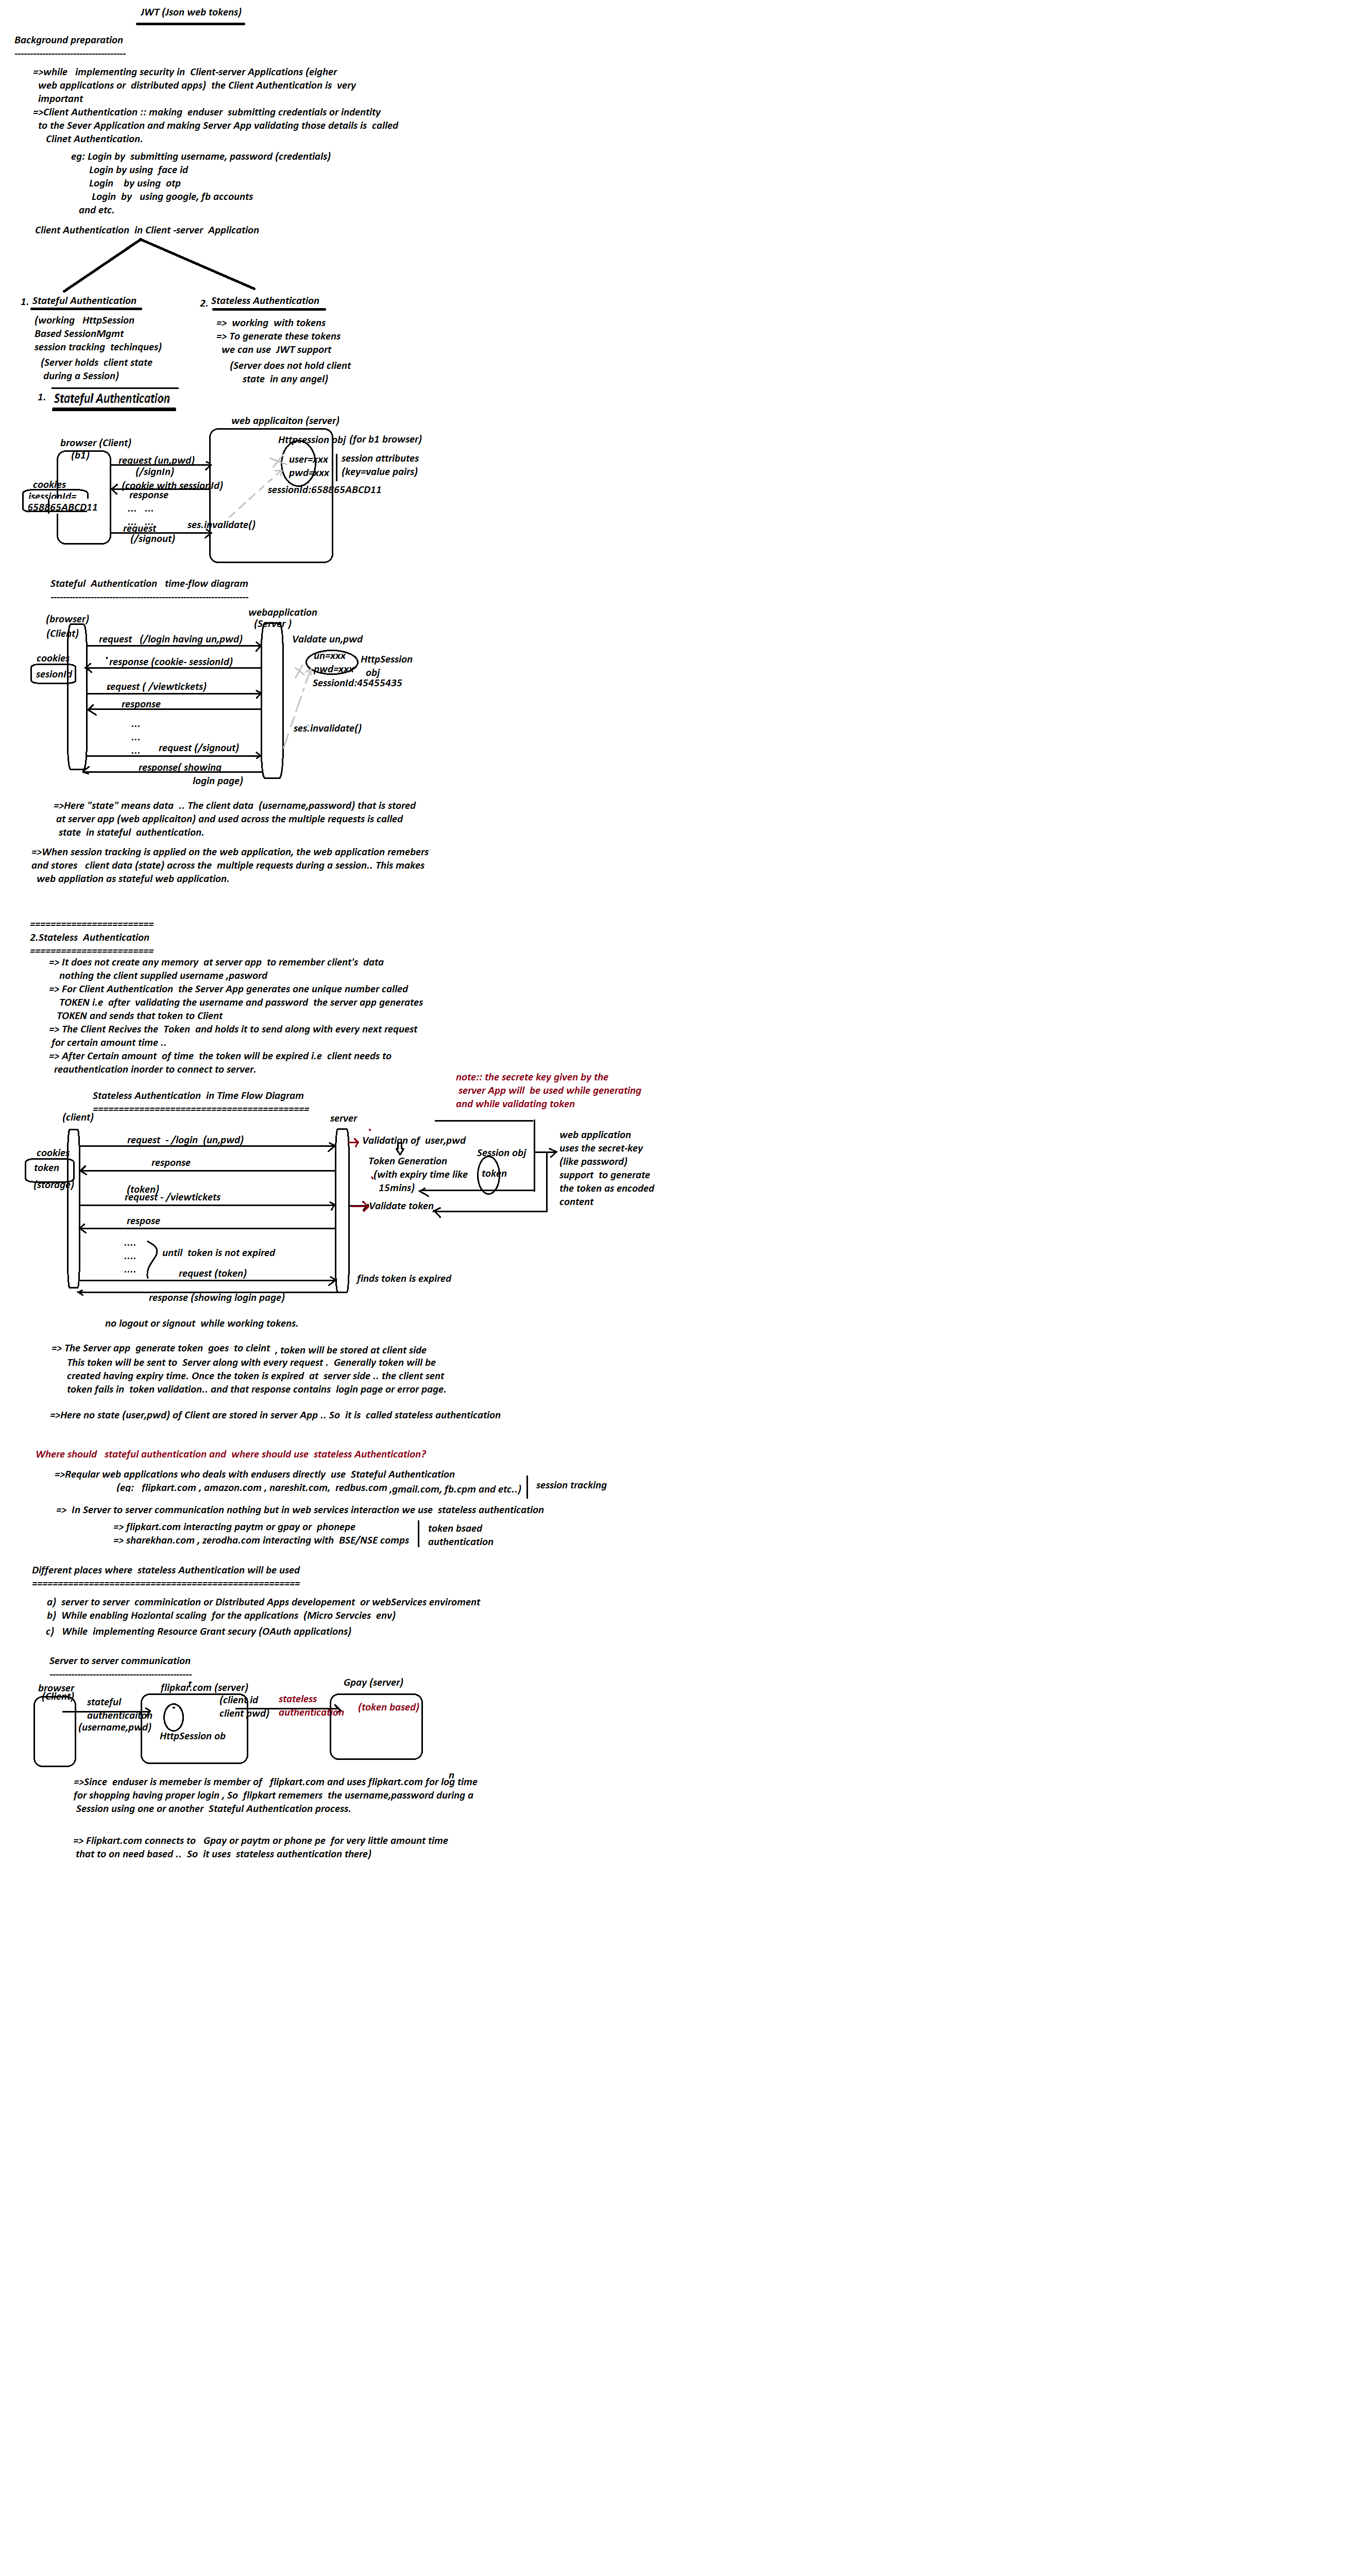 JWT (Json web tokens)
Background preparation
------------------------------------
=>while implementing security in Client-server Applications (eigher
web applications or distributed apps) the Client Authentication is very
important
=>Client Authentication :: making enduser submitting credentials or indentity
to the Sever Application and making Server App validating those details is called
Clinet Authentication.
eg: Login by submitting username, password (credentials)
Login by using face id
Login by using otp
Login by using google, fb accounts
and etc.
Client Authentication in Client -server Application
1. Stateful Authentication
(working HttpSession
Based SessionMgmt
session tracking techinques)
(Server holds client state
during a Session)
2. Stateless Authentication
=> working with tokens
=> To generate these tokens
we can use JWT support
(Server does not hold client
state in any angel)
1. Stateful Authentication
web applicaiton (server)
browser (Client)
(b1)
Httpsession obj (for b1 browser)
request (un,pwd)
(/signIn)
user=xxx
pwd=xxx
session attributes
(key=value pairs)
cookies
jsessionId=
658865ABCD11
(cookie with sessionId)
response
sessionId:658865ABCD11
... ...
... ...
request
(/signout)
ses.invalidate()
Stateful Authentication time-flow diagram
----------------------------------------------------------------
(browser)
(Client)
webapplication
(Server )
request (/login having un,pwd)
Valdate un,pwd
cookies
sesionId
response (cookie- sessionId)
un=xxx
pwd=xxx
HttpSession
obj
SessionId:45455435
request ( /viewtickets)
response
...
...
...
ses.invalidate()
request (/signout)
response( showing
login page)
=>Here "state" means data .. The client data (username,password) that is stored
at server app (web applicaiton) and used across the multiple requests is called
state in stateful authentication.
=>When session tracking is applied on the web application, the web application remebers
and stores client data (state) across the multiple requests during a session.. This makes
web appliation as stateful web application.
========================
2.Stateless Authentication
========================
=> It does not create any memory at server app to remember client's data
nothing the client supplied username ,pasword
=> For Client Authentication the Server App generates one unique number called
TOKEN i.e after validating the username and password the server app generates
TOKEN and sends that token to Client
=> The Client Recives the Token and holds it to send along with every next request
for certain amount time ..
=> After Certain amount of time the token will be expired i.e client needs to
reauthentication inorder to connect to server.
note:: the secrete key given by the
server App will be used while generating
and while validating token
Stateless Authentication in Time Flow Diagram
==========================================
(client)
server
request - /login (un,pwd)
Validation of user,pwd
cookies
token
(storage)
response
(token)
Token Generation
(with expiry time like
15mins)
Session obj
token
web application
uses the secret-key
(like password)
support to generate
the token as encoded
content
request - /viewtickets
Validate token
respose
....
....
....
until token is not expired
request (token)
finds token is expired
response (showing login page)
no logout or signout while working tokens.
=> The Server app generate token goes to cleint , token will be stored at client side
This token will be sent to Server along with every request . Generally token will be
created having expiry time. Once the token is expired at server side .. the client sent
token fails in token validation.. and that response contains login page or error page.
=>Here no state (user,pwd) of Client are stored in server App .. So it is called stateless authentication
Where should stateful authentication and where should use stateless Authentication?
=>Reqular web applications who deals with endusers directly use Stateful Authentication
(eg: flipkart.com , amazon.com , nareshit.com, redbus.com ,gmail.com, fb.cpm and etc..)
session tracking
=> In Server to server communication nothing but in web services interaction we use stateless authentication
=> flipkart.com interacting paytm or gpay or phonepe
=> sharekhan.com , zerodha.com interacting with BSE/NSE comps
token bsaed
authentication
Different places where stateless Authentication will be used
====================================================
a) server to server comminication or Distributed Apps developement or webServices enviroment
b) While enabling Hoziontal scaling for the applications (Micro Servcies env)
c) While implementing Resource Grant secury (OAuth applications)
Server to server communication
----------------------------------------------
browser
(Client)
t
flipkar.com (server)
Gpay (server)
stateful
authenticaiton
(username,pwd)
(client id
client pwd)
stateless
authentication
(token based)
HttpSession ob
n
=>Since enduser is memeber is member of flipkart.com and uses flipkart.com for log time
for shopping having proper login , So flipkart rememers the username,password during a
Session using one or another Stateful Authentication process.
=> Flipkart.com connects to Gpay or paytm or phone pe for very little amount time
that to on need based .. So it uses stateless authentication there)